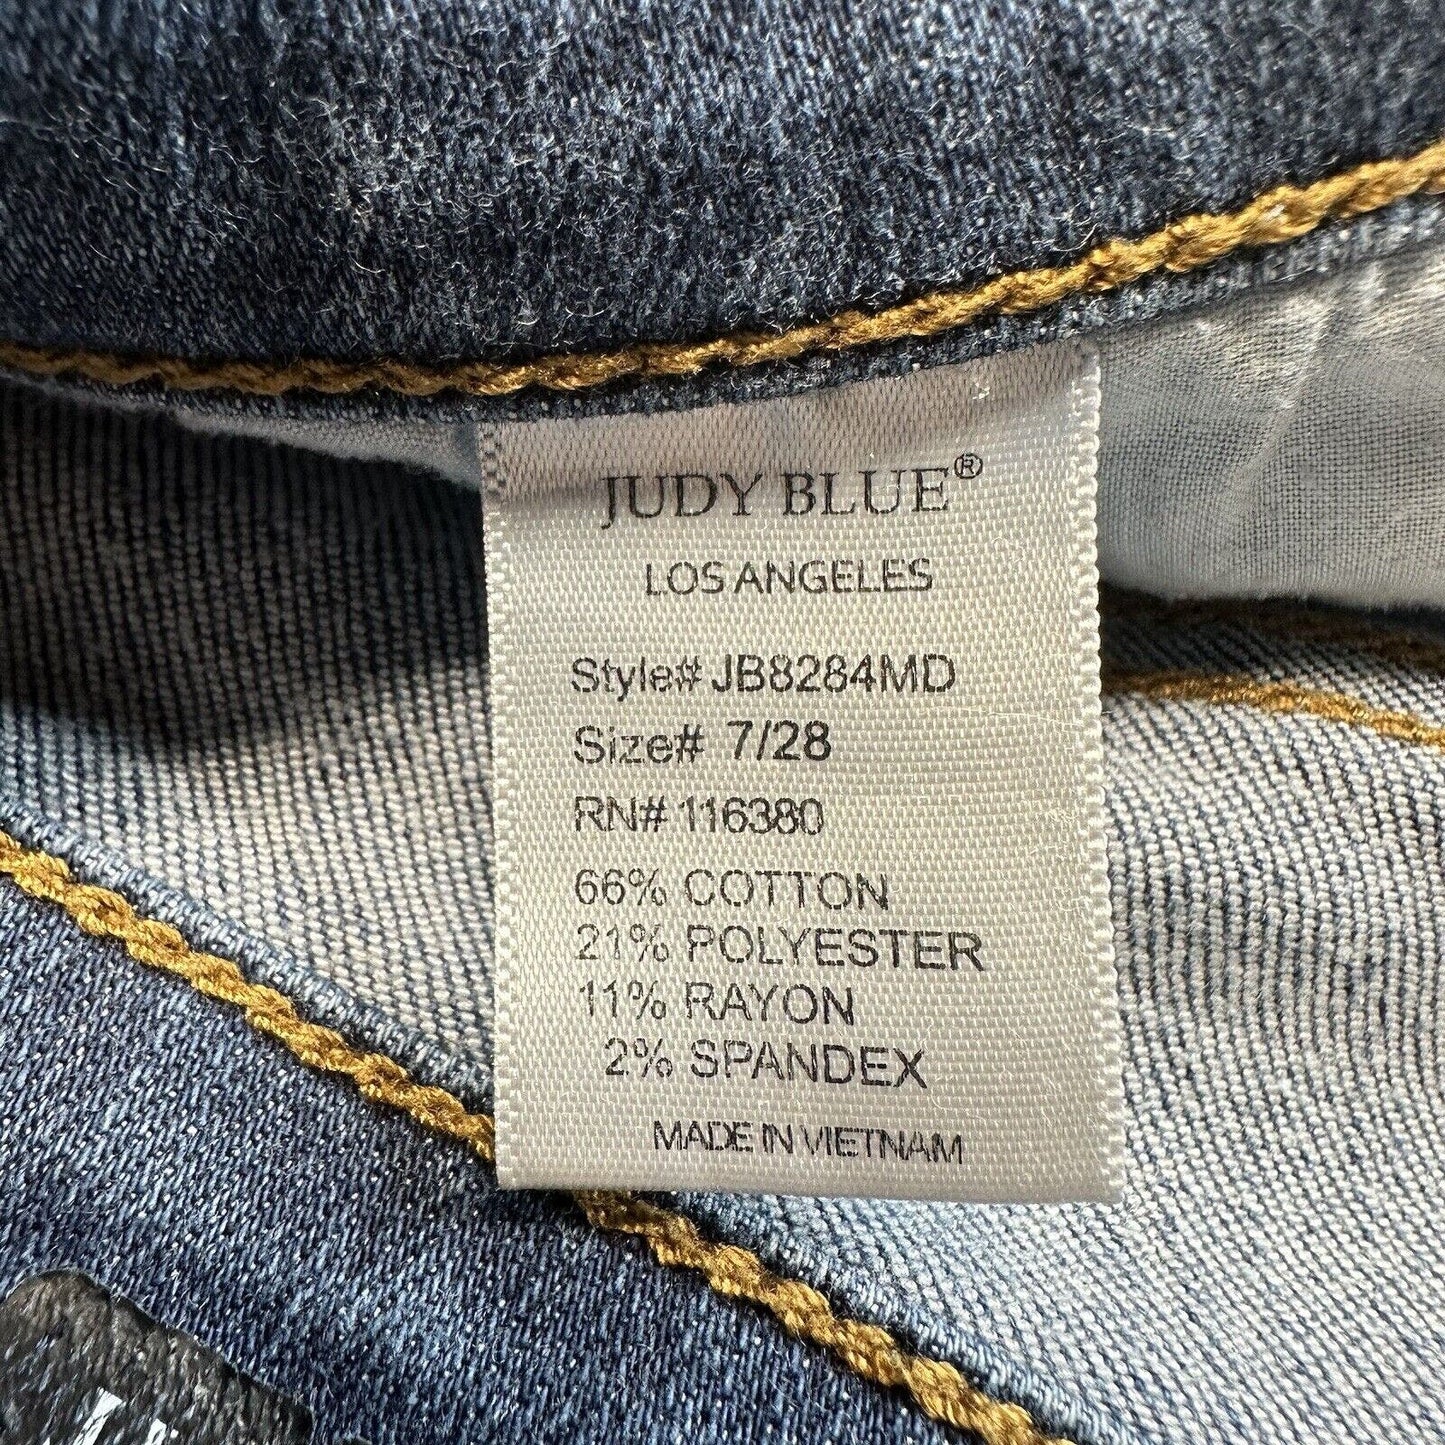 JUDY BLUE®
LOS ANGELES
Style# JB8284MD
Size# 7/28
RN# 116380
66% COTTON
21% POLYESTER
11% RAYON
2% SPANDEX
MADE IN VIETNAM